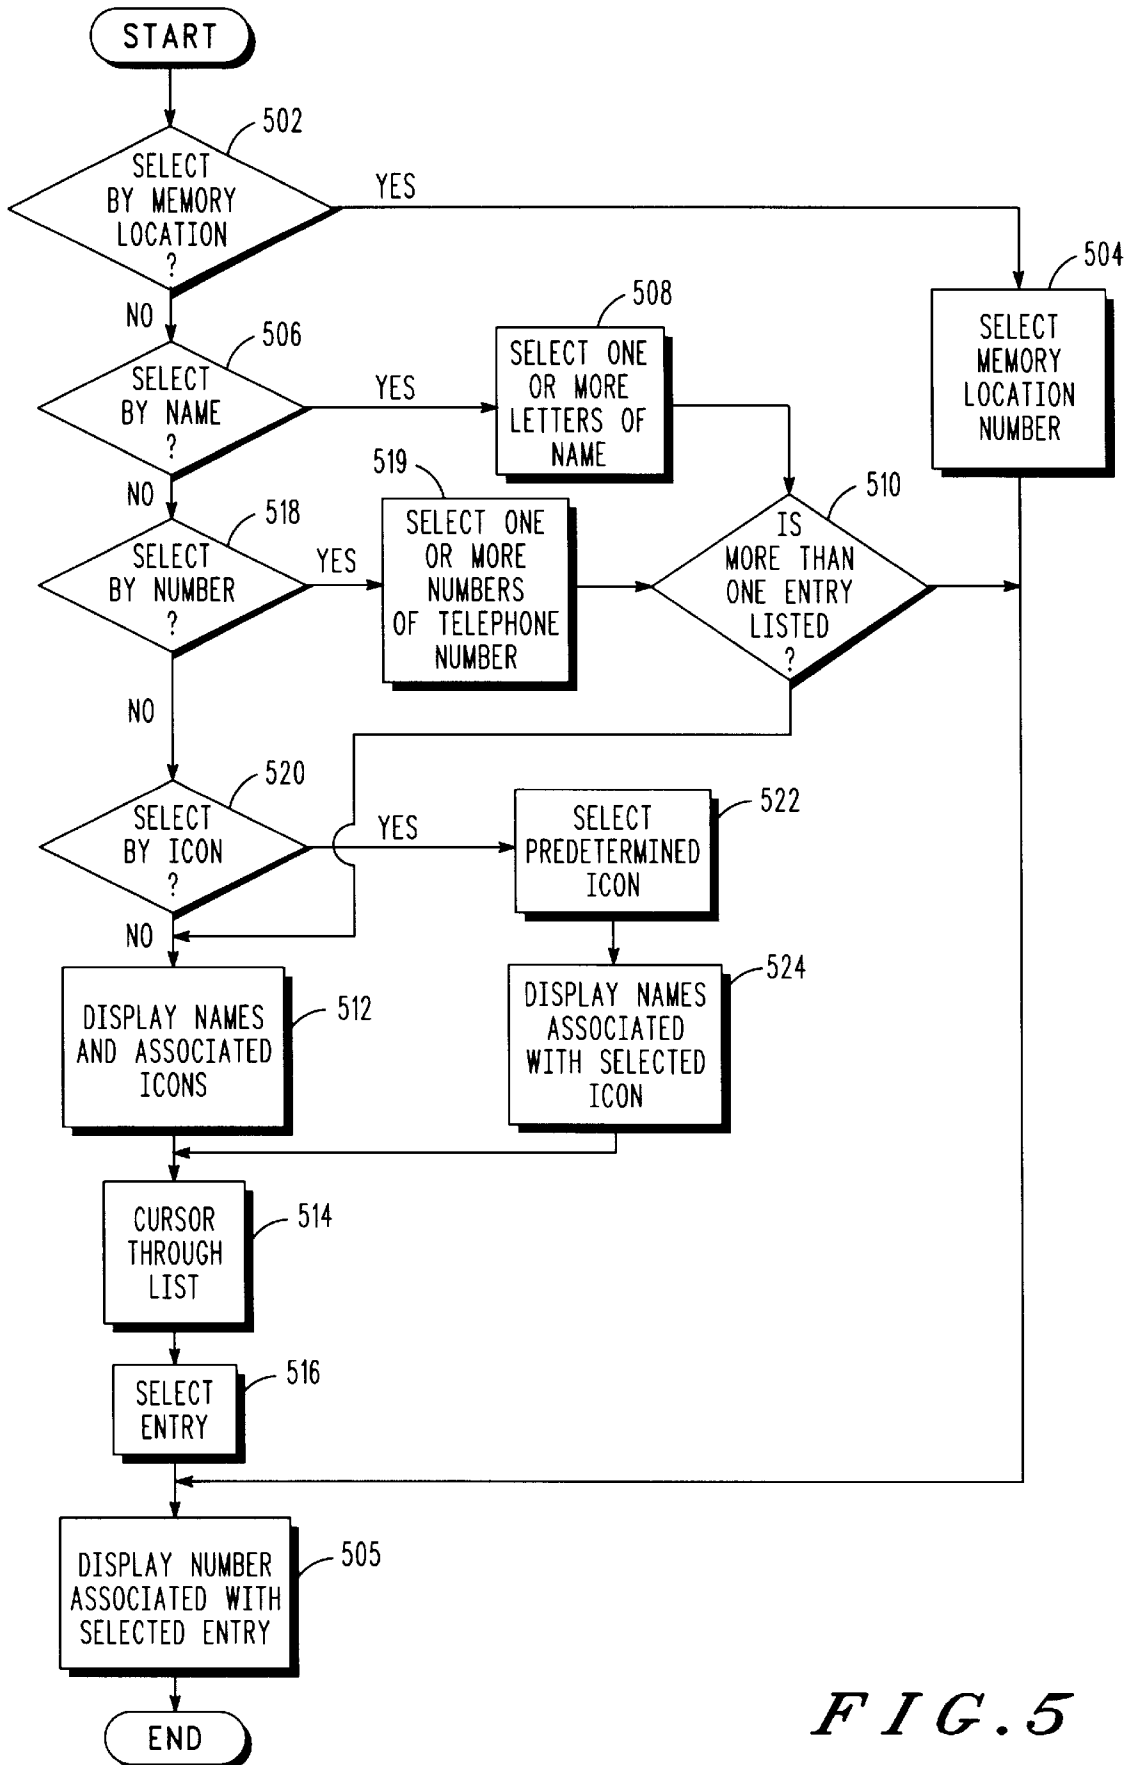 START
502
SELECT
BY MEMORY
LOCATION
?
YES
NO
504
SELECT
MEMORY
LOCATION
NUMBER
506
SELECT
BY NAME
?
YES
NO
508
SELECT ONE
OR MORE
LETTERS OF
NAME
518
SELECT
BY NUMBER
?
YES
NO
519
SELECT ONE
OR MORE
NUMBERS
OF TELEPHONE
NUMBER
510
IS
MORE THAN
ONE ENTRY
LISTED
?
520
SELECT
BY ICON
?
YES
NO
522
SELECT
PREDETERMINED
ICON
524
DISPLAY NAMES
ASSOCIATED
WITH SELECTED
ICON
512
DISPLAY NAMES
AND ASSOCIATED
ICONS
514
CURSOR
THROUGH
LIST
516
SELECT
ENTRY
505
DISPLAY NUMBER
ASSOCIATED WITH
SELECTED ENTRY
END
FIG.5